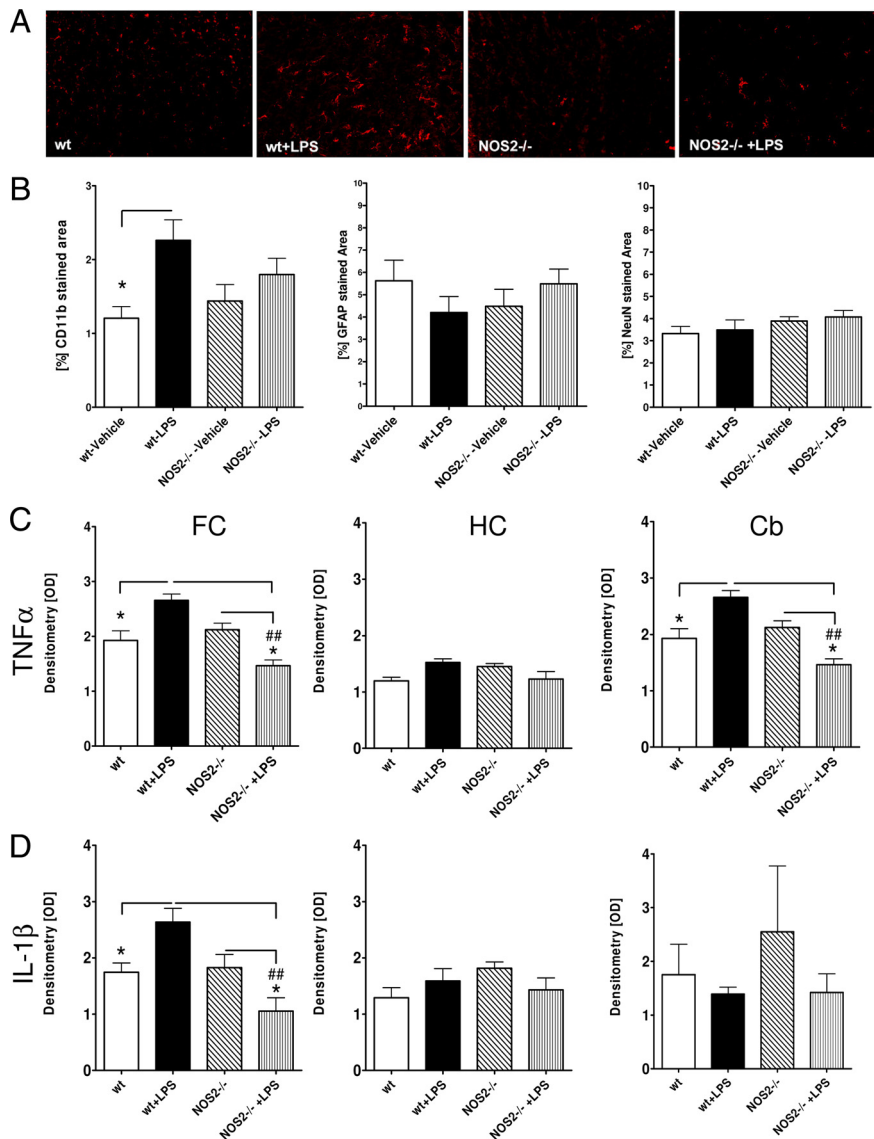 A
wt
wt+LPS
NOS2-/-
NOS2-/- +LPS
B
[%] CD11b stained area
3
2
1
0
*
wt-Vehicle
wt-LPS
NOS2-/- -Vehicle
NOS2-/- -LPS
[%] GFAP stained Area
10
9
8
7
6
5
4
3
2
1
0
wt-Vehicle
wt-LPS
NOS2-/- -Vehicle
NOS2-/- -LPS
[%] NeuN stained Area
10
9
8
7
6
5
4
3
2
1
0
wt-Vehicle
wt-LPS
NOS2-/- -Vehicle
NOS2-/- -LPS
C
TNFα
FC
Densitometry [OD]
4
3
2
1
0
*
##
*
wt
wt+LPS
NOS2-/-
NOS2-/- +LPS
HC
Densitometry [OD]
4
3
2
1
0
wt
wt+LPS
NOS2-/-
NOS2-/- +LPS
Cb
Densitometry [OD]
4
3
2
1
0
*
##
*
wt
wt+LPS
NOS2-/-
NOS2-/- +LPS
D
IL-1β
Densitometry [OD]
4
3
2
1
0
*
##
*
wt
wt+LPS
NOS2-/-
NOS2-/- +LPS
Densitometry [OD]
4
3
2
1
0
wt
wt+LPS
NOS2-/-
NOS2-/- +LPS
Densitometry [OD]
4
3
2
1
0
wt
wt+LPS
NOS2-/-
NOS2-/- +LPS